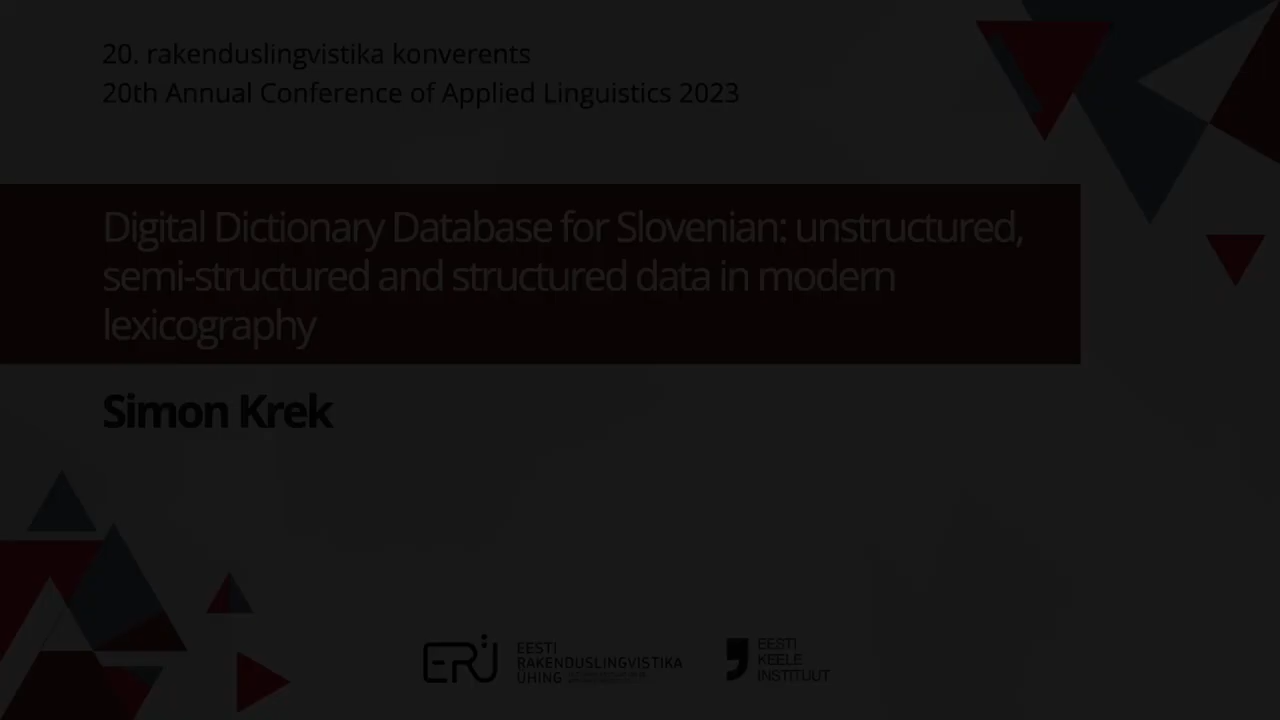 20. rakenduslingvistika konverents
20th Annual Conference of Applied Linguistics 2023
Digital Dictionary Database for Slovenian: unstructured,
semi-structured and structured data in modern
lexicography
Simon Krek
ERÜ
EESTI
RAKENDUSLINGVISTIKA
ÜHING
EESTI
KEELE
INSTITUUT